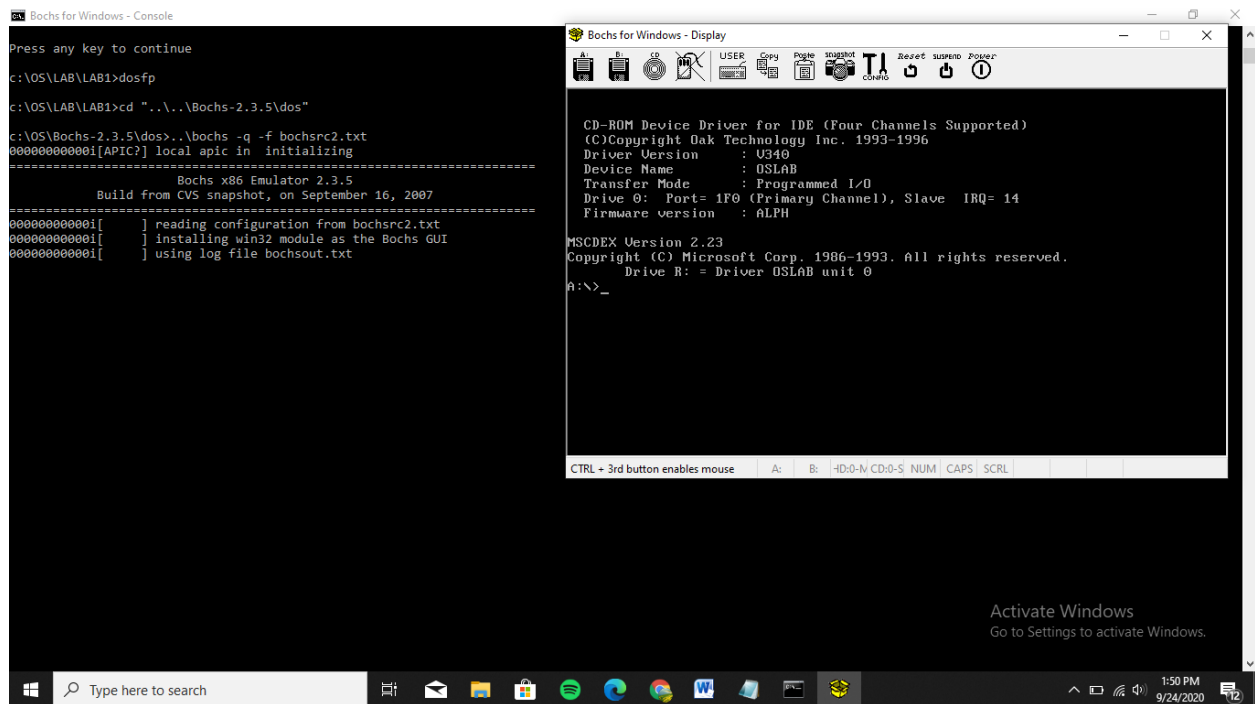 Bochs for Windows - Console
Press any key to continue
c:\OS\LAB\LAB1>dosfp
c:\OS\LAB\LAB1>cd "..\..\Bochs-2.3.5\dos"
c:\OS\Bochs-2.3.5\dos>..\bochs -q -f bochsrc2.txt
00000000000i[APIC?] local apic in  initializing
========================================================================
Bochs x86 Emulator 2.3.5
Build from CVS snapshot, on September 16, 2007
========================================================================
00000000000i[     ] reading configuration from bochsrc2.txt
00000000000i[     ] installing win32 module as the Bochs GUI
00000000000i[     ] using log file bochsout.txt
Bochs for Windows - Display
A: B: CD USER Copy Paste snapshot CONFIG Reset SUSPEND Power
CD-ROM Device Driver for IDE (Four Channels Supported)
(C)Copyright Oak Technology Inc. 1993-1996
Driver Version : V340
Device Name : OSLAB
Transfer Mode : Programmed I/O
Drive 0: Port= 1F0 (Primary Channel), Slave IRQ= 14
Firmware version : ALPH
MSCDEX Version 2.23
Copyright (C) Microsoft Corp. 1986-1993. All rights reserved.
Drive R: = Driver OSLAB unit 0
A:\>_
CTRL + 3rd button enables mouse A: B: HD:0-M CD:0-S NUM CAPS SCRL
Activate Windows
Go to Settings to activate Windows.
Type here to search
1:50 PM
9/24/2020
12